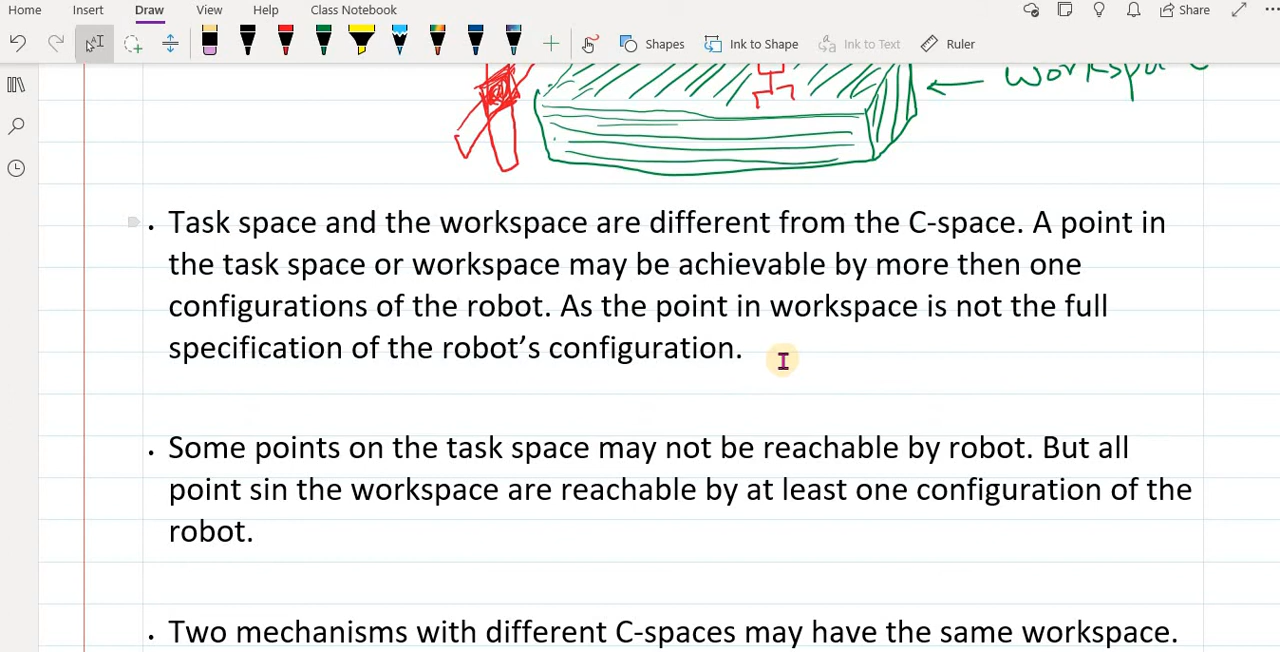 Home Insert Draw View Help Class Notebook Share
Shapes Ink to Shape Ink to Text Ruler
Workspac
• Task space and the workspace are different from the C-space. A point in
the task space or workspace may be achievable by more then one
configurations of the robot. As the point in workspace is not the full
specification of the robot’s configuration.
• Some points on the task space may not be reachable by robot. But all
point sin the workspace are reachable by at least one configuration of the
robot.
• Two mechanisms with different C-spaces may have the same workspace.